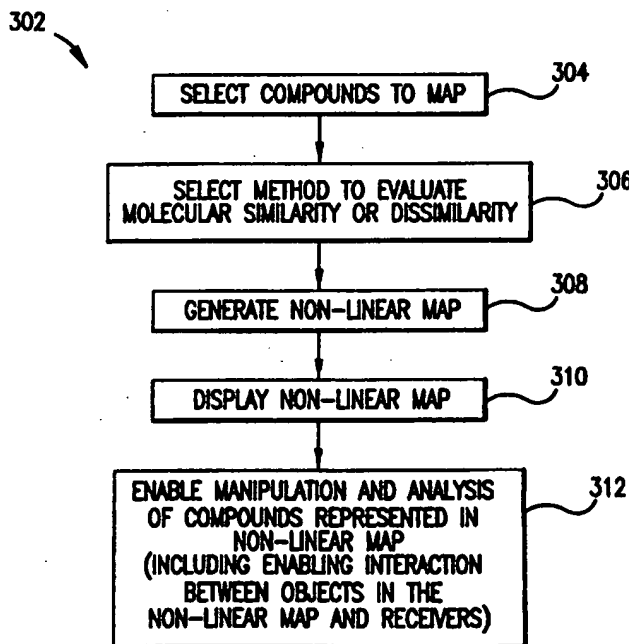 302
SELECT COMPOUNDS TO MAP
304
SELECT METHOD TO EVALUATE
MOLECULAR SIMILARITY OR DISSIMILARITY
306
GENERATE NON-LINEAR MAP
308
DISPLAY NON-LINEAR MAP
310
ENABLE MANIPULATION AND ANALYSIS
OF COMPOUNDS REPRESENTED IN
NON-LINEAR MAP
(INCLUDING ENABLING INTERACTION
BETWEEN OBJECTS IN THE
NON-LINEAR MAP AND RECEIVERS)
312